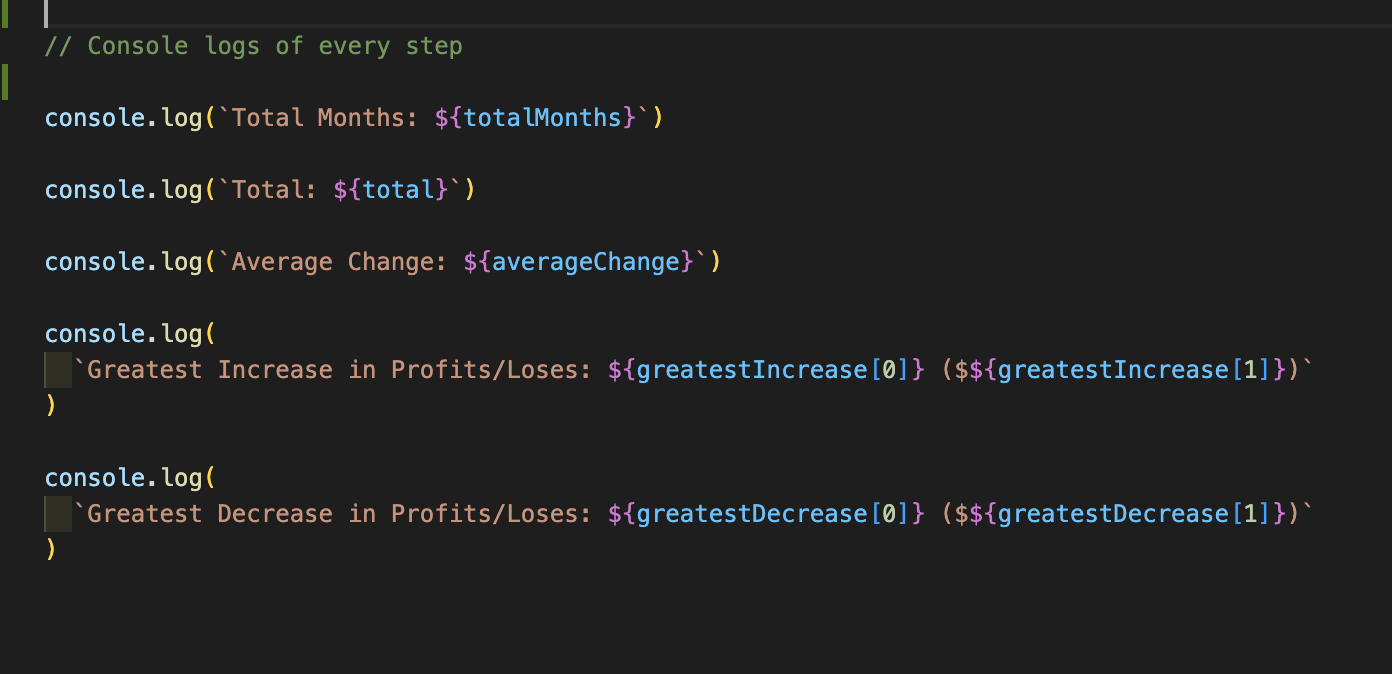 // Console logs of every step
console.log(`Total Months: ${totalMonths}`)
console.log(`Total: ${total}`)
console.log(`Average Change: ${averageChange}`)
console.log(
`Greatest Increase in Profits/Loses: ${greatestIncrease[0]} ($${greatestIncrease[1]})`
)
console.log(
`Greatest Decrease in Profits/Loses: ${greatestDecrease[0]} ($${greatestDecrease[1]})`
)